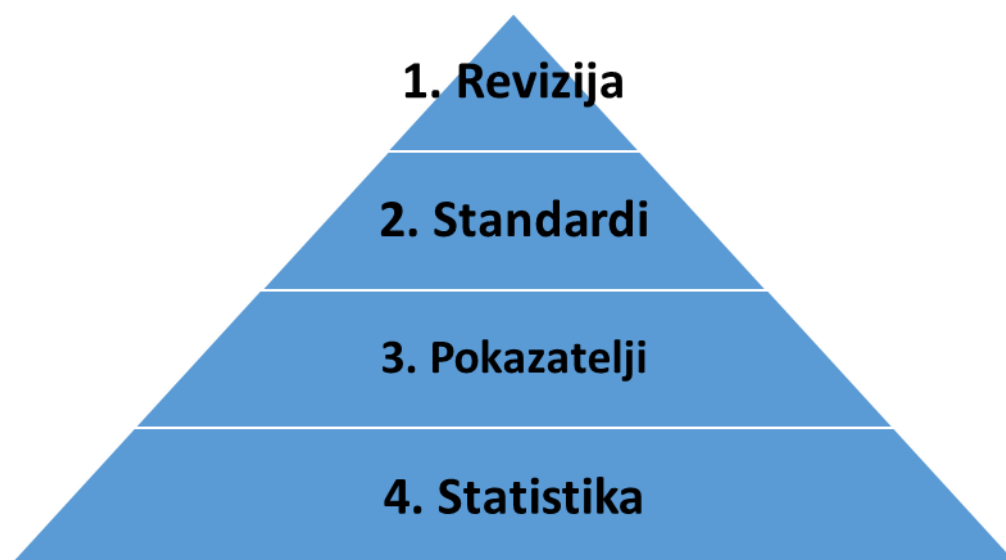 1. Revizija
2. Standardi
3. Pokazatelji
4. Statistika